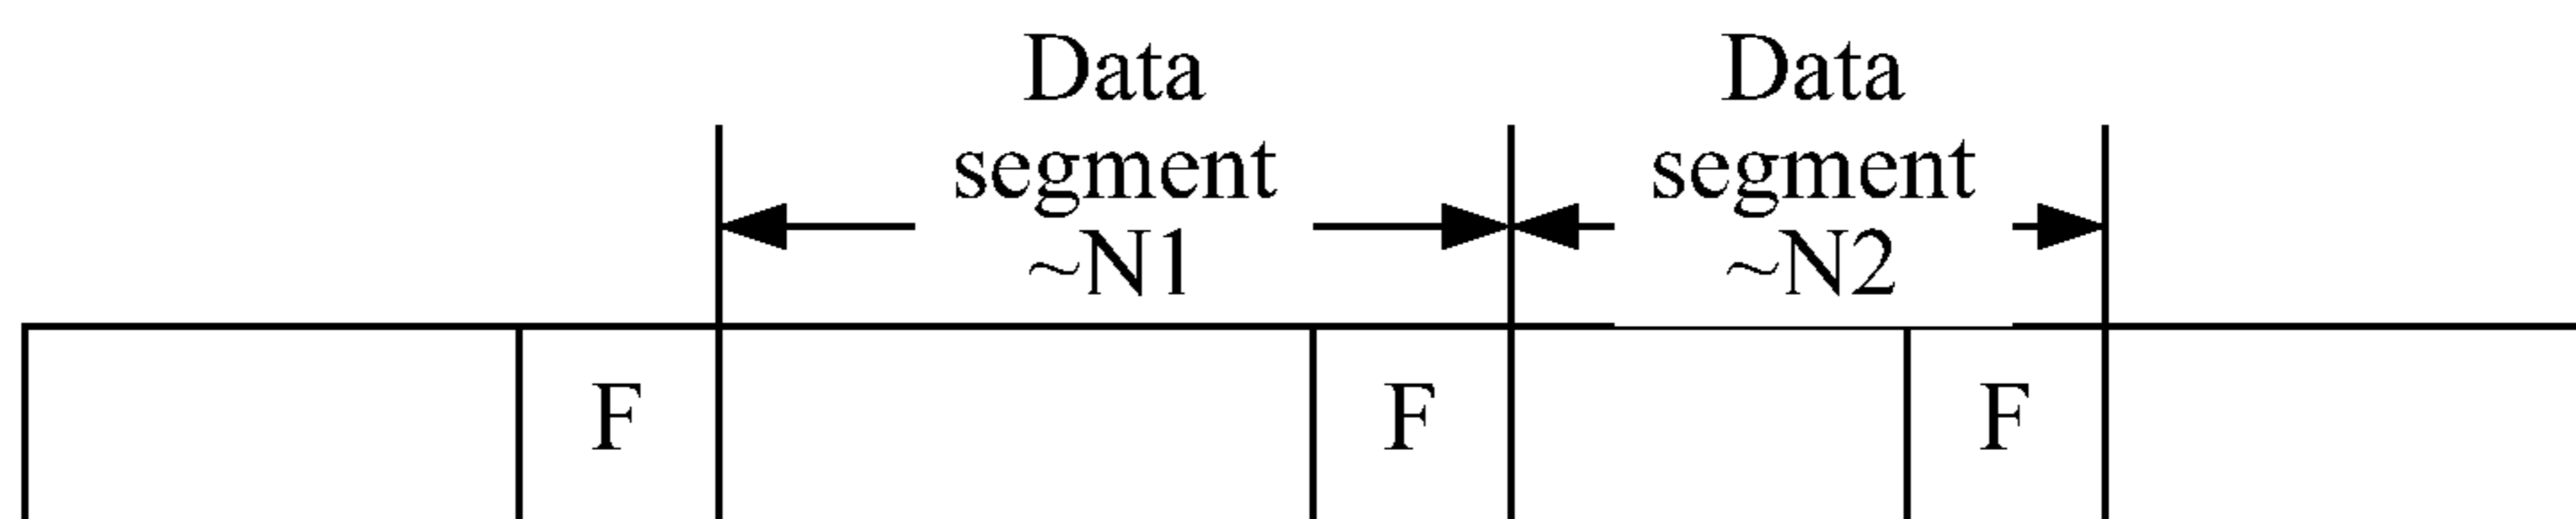 Data
segment
~N1
Data
segment
~N2
F
F
F